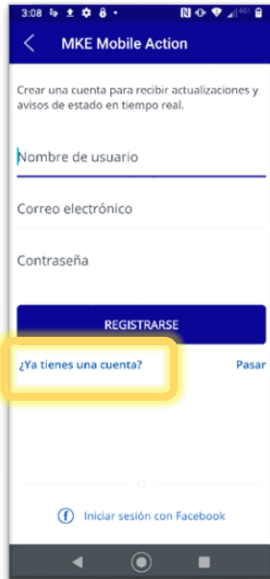 3:08
MKE Mobile Action
Crear una cuenta para recibir actualizaciones y
avisos de estado en tiempo real.
Nombre de usuario
Correo electrónico
Contraseña
REGISTRARSE
¿Ya tienes una cuenta? Pasar
Iniciar sesión con Facebook